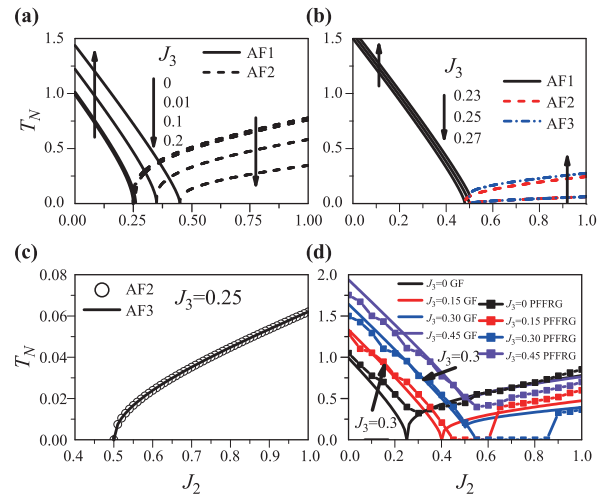 (a)
J3
AF1
AF2
0
0.01
0.1
0.2
TN
1.5
1.0
0.5
0.0
0.00
0.25
0.50
0.75
1.00
(b)
J3
0.23
0.25
0.27
AF1
AF2
AF3
1.5
1.0
0.5
0.0
0.0
0.2
0.4
0.6
0.8
1.0
(c)
AF2
AF3
J3=0.25
TN
0.08
0.06
0.04
0.02
0.00
0.4
0.5
0.6
0.7
0.8
0.9
1.0
J2
(d)
J3=0 GF
J3=0.15 GF
J3=0.30 GF
J3=0.45 GF
J3=0 PFFRG
J3=0.15 PFFRG
J3=0.30 PFFRG
J3=0.45 PFFRG
J3=0.3
J3=0.3
2.0
1.5
1.0
0.5
0.0
0.0
0.2
0.4
0.6
0.8
1.0
J2